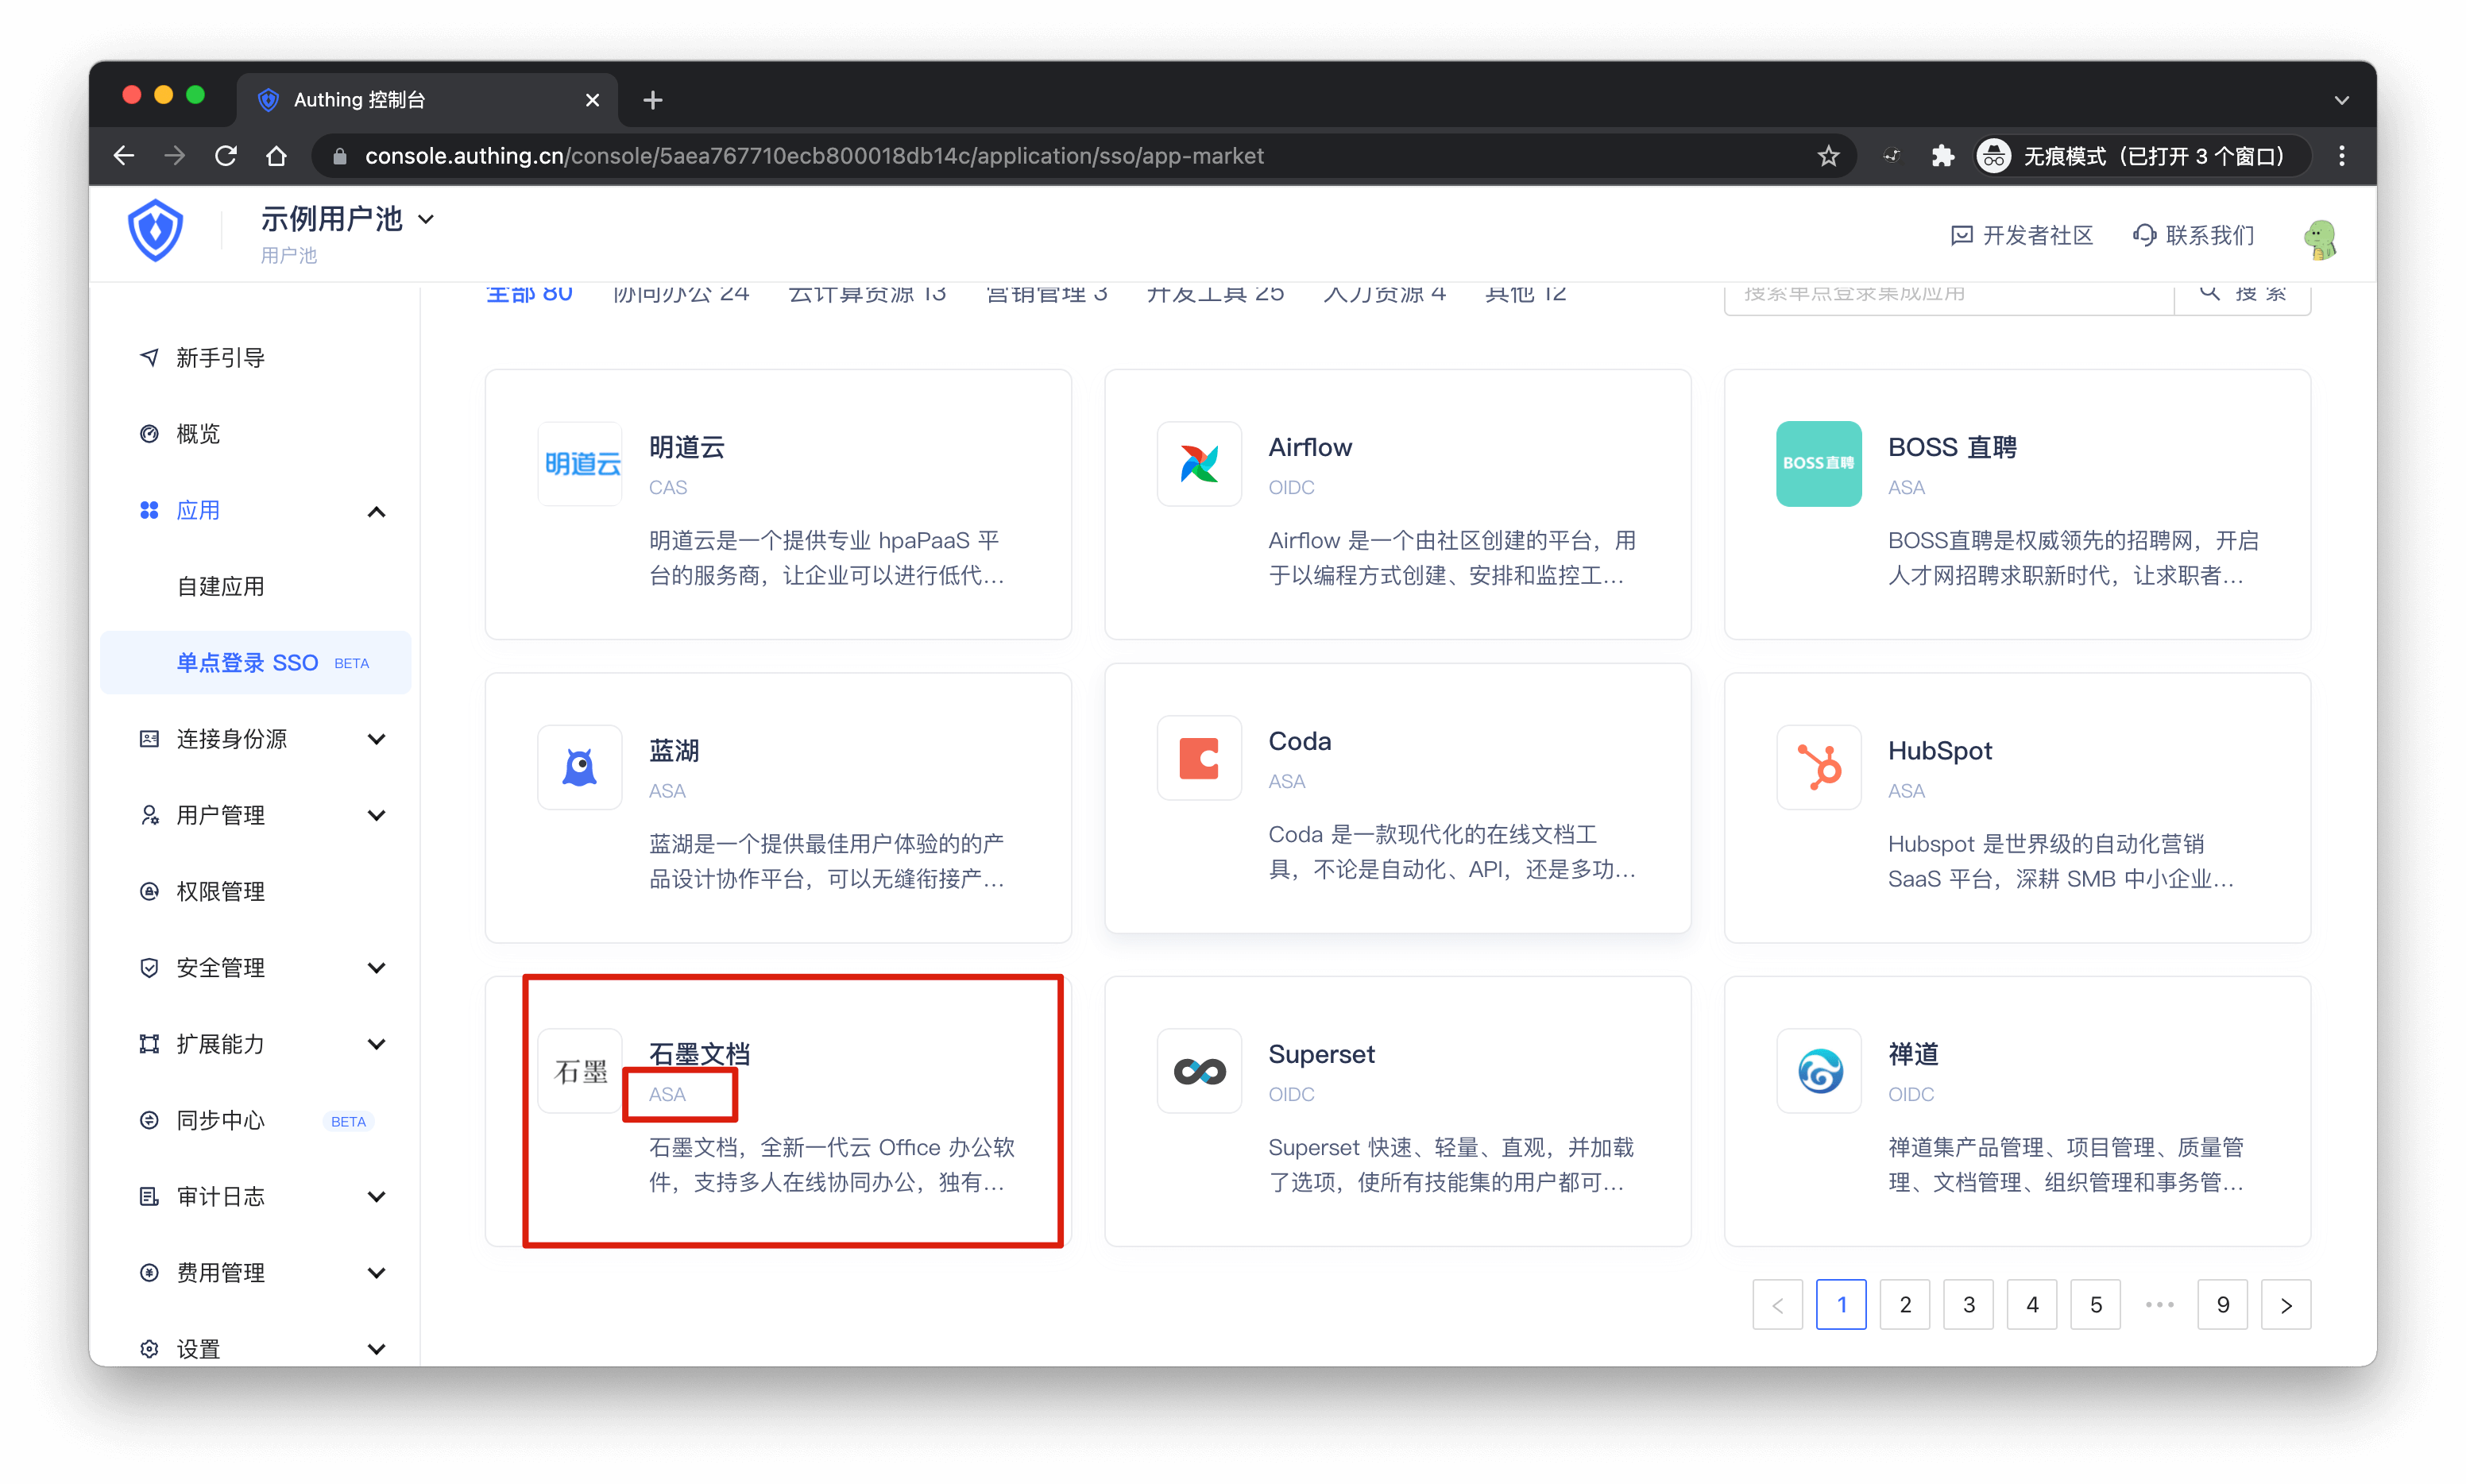 Authing 控制台
console.authing.cn/console/5aea767710ecb800018db14c/application/sso/app-market
无痕模式（已打开 3 个窗口）
示例用户池
用户池
开发者社区
联系我们
全部 80
协同办公 24
云计算资源 13
营销管理 3
开发工具 25
人力资源 4
其他 12
搜索单点登录集成应用
搜 索
新手引导
概览
应用
自建应用
单点登录 SSO BETA
连接身份源
用户管理
权限管理
安全管理
扩展能力
同步中心 BETA
审计日志
费用管理
设置
明道云
明道云
CAS
明道云是一个提供专业 hpaPaaS 平
台的服务商，让企业可以进行低代...
Airflow
OIDC
Airflow 是一个由社区创建的平台，用
于以编程方式创建、安排和监控工...
BOSS直聘
BOSS 直聘
ASA
BOSS直聘是权威领先的招聘网，开启
人才网招聘求职新时代，让求职者...
蓝湖
ASA
蓝湖是一个提供最佳用户体验的的产
品设计协作平台，可以无缝衔接产...
Coda
ASA
Coda 是一款现代化的在线文档工
具，不论是自动化、API，还是多功...
HubSpot
ASA
Hubspot 是世界级的自动化营销
SaaS 平台，深耕 SMB 中小企业...
石墨
石墨文档
ASA
石墨文档，全新一代云 Office 办公软
件，支持多人在线协同办公，独有...
Superset
OIDC
Superset 快速、轻量、直观，并加载
了选项，使所有技能集的用户都可...
禅道
OIDC
禅道集产品管理、项目管理、质量管
理、文档管理、组织管理和事务管...
< 1 2 3 4 5 ••• 9 >